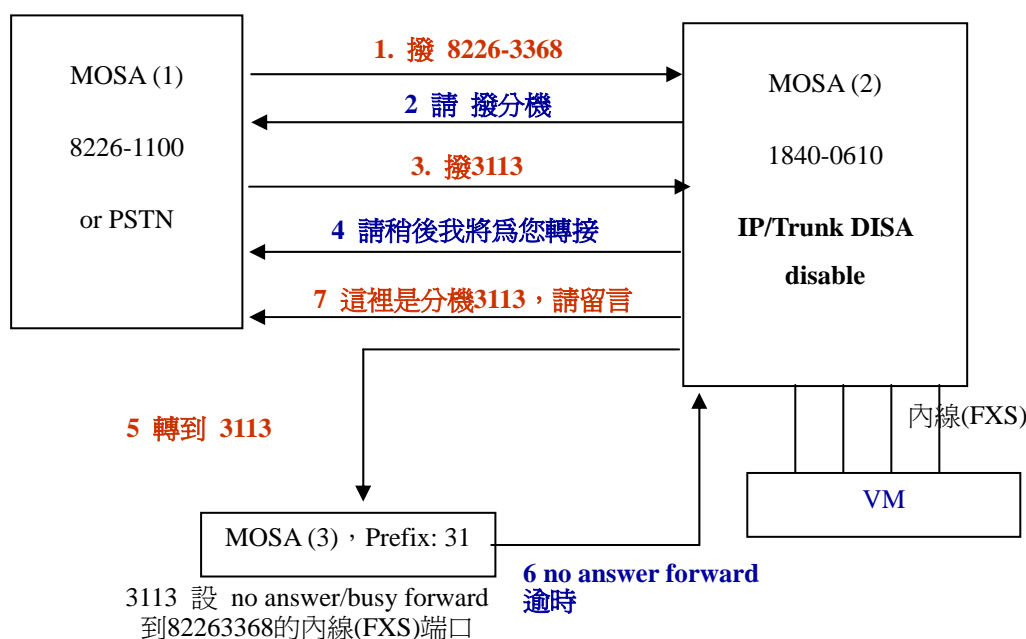 MOSA (1)
8226-1100
or PSTN
1. 撥 8226-3368
2 請 撥分機
3. 撥3113
4 請稍後我將為您轉接
7 這裡是分機3113，請留言
MOSA (2)
1840-0610
IP/Trunk DISA
disable
內線(FXS)
VM
5 轉到 3113
MOSA (3)，Prefix: 31
6 no answer forward
逾時
3113 設 no answer/busy forward
到82263368的內線(FXS)端口